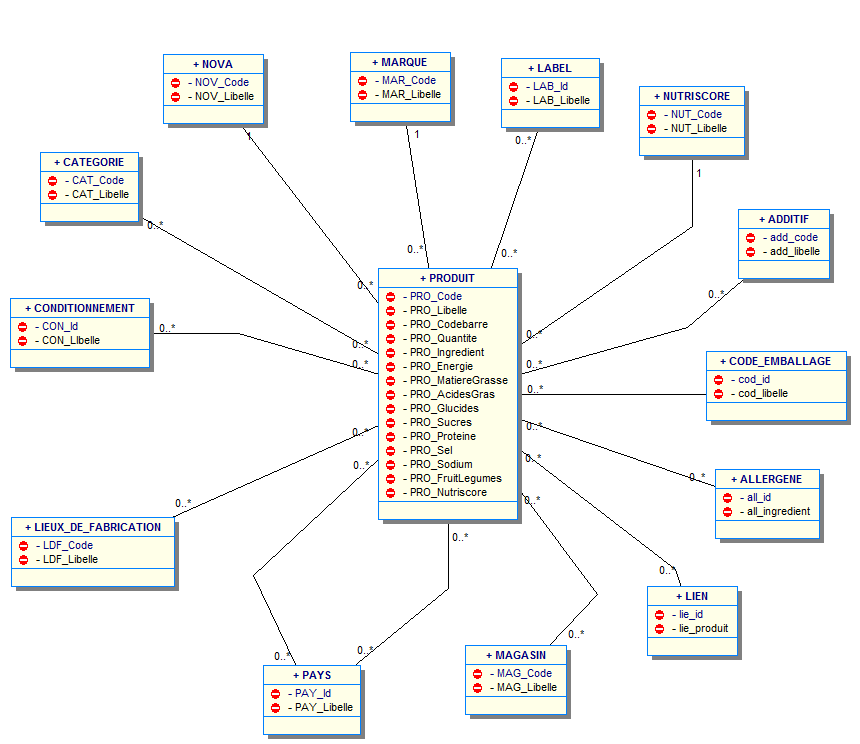 + NOVA
- NOV_Code
- NOV_Libelle
1
+ MARQUE
- MAR_Code
- MAR_Libelle
1
+ LABEL
- LAB_Id
- LAB_Libelle
0..*
+ NUTRISCORE
- NUT_Code
- NUT_Libelle
1
+ CATEGORIE
- CAT_Code
- CAT_Libelle
0..*
+ ADDITIF
- add_code
- add_libelle
0..*
+ CONDITIONNEMENT
- CON_Id
- CON_LIbelle
0..*
+ PRODUIT
- PRO_Code
- PRO_Libelle
- PRO_Codebarre
- PRO_Quantite
- PRO_Ingredient
- PRO_Energie
- PRO_MatiereGrasse
- PRO_AcidesGras
- PRO_Glucides
- PRO_Sucres
- PRO_Proteine
- PRO_Sel
- PRO_Sodium
- PRO_FruitLegumes
- PRO_Nutriscore
0..*
0..*
0..*
0..*
0..*
0..*
0..*
0..*
0..*
0..*
0..*
0..*
0..*
0..*
+ CODE_EMBALLAGE
- cod_id
- cod_libelle
+ ALLERGENE
- all_id
- all_ingredient
0..*
+ LIEUX_DE_FABRICATION
- LDF_Code
- LDF_Libelle
0..*
+ LIEN
- lie_id
- lie_produit
0..*
+ PAYS
- PAY_Id
- PAY_Libelle
0..*
0..*
+ MAGASIN
- MAG_Code
- MAG_Libelle
0..*